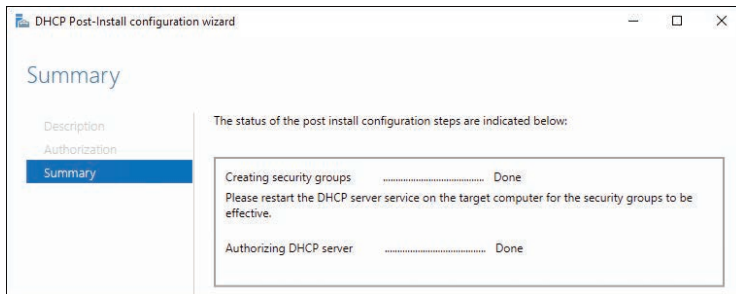 DHCP Post-Install configuration wizard
Summary
Description
Authorization
Summary
The status of the post install configuration steps are indicated below:
Creating security groups ........................................ Done
Please restart the DHCP server service on the target computer for the security groups to be
effective.
Authorizing DHCP server ........................................ Done